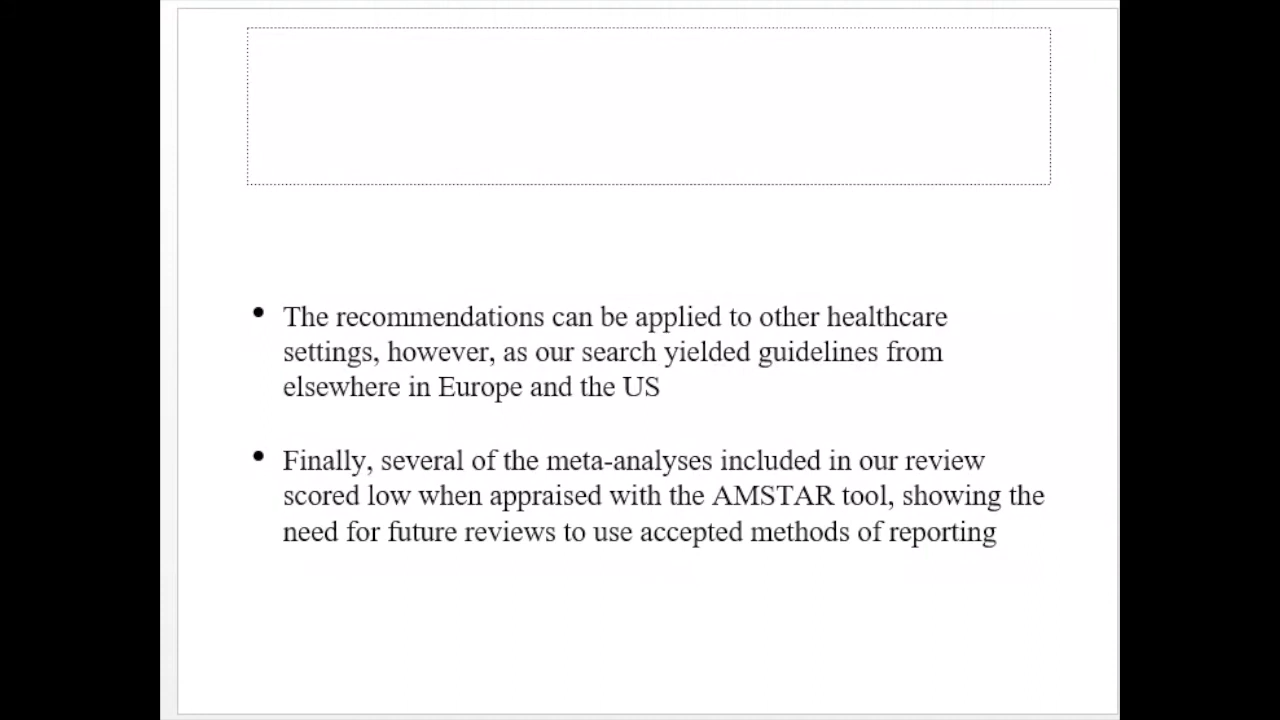 • The recommendations can be applied to other healthcare
settings, however, as our search yielded guidelines from
elsewhere in Europe and the US
• Finally, several of the meta-analyses included in our review
scored low when appraised with the AMSTAR tool, showing the
need for future reviews to use accepted methods of reporting